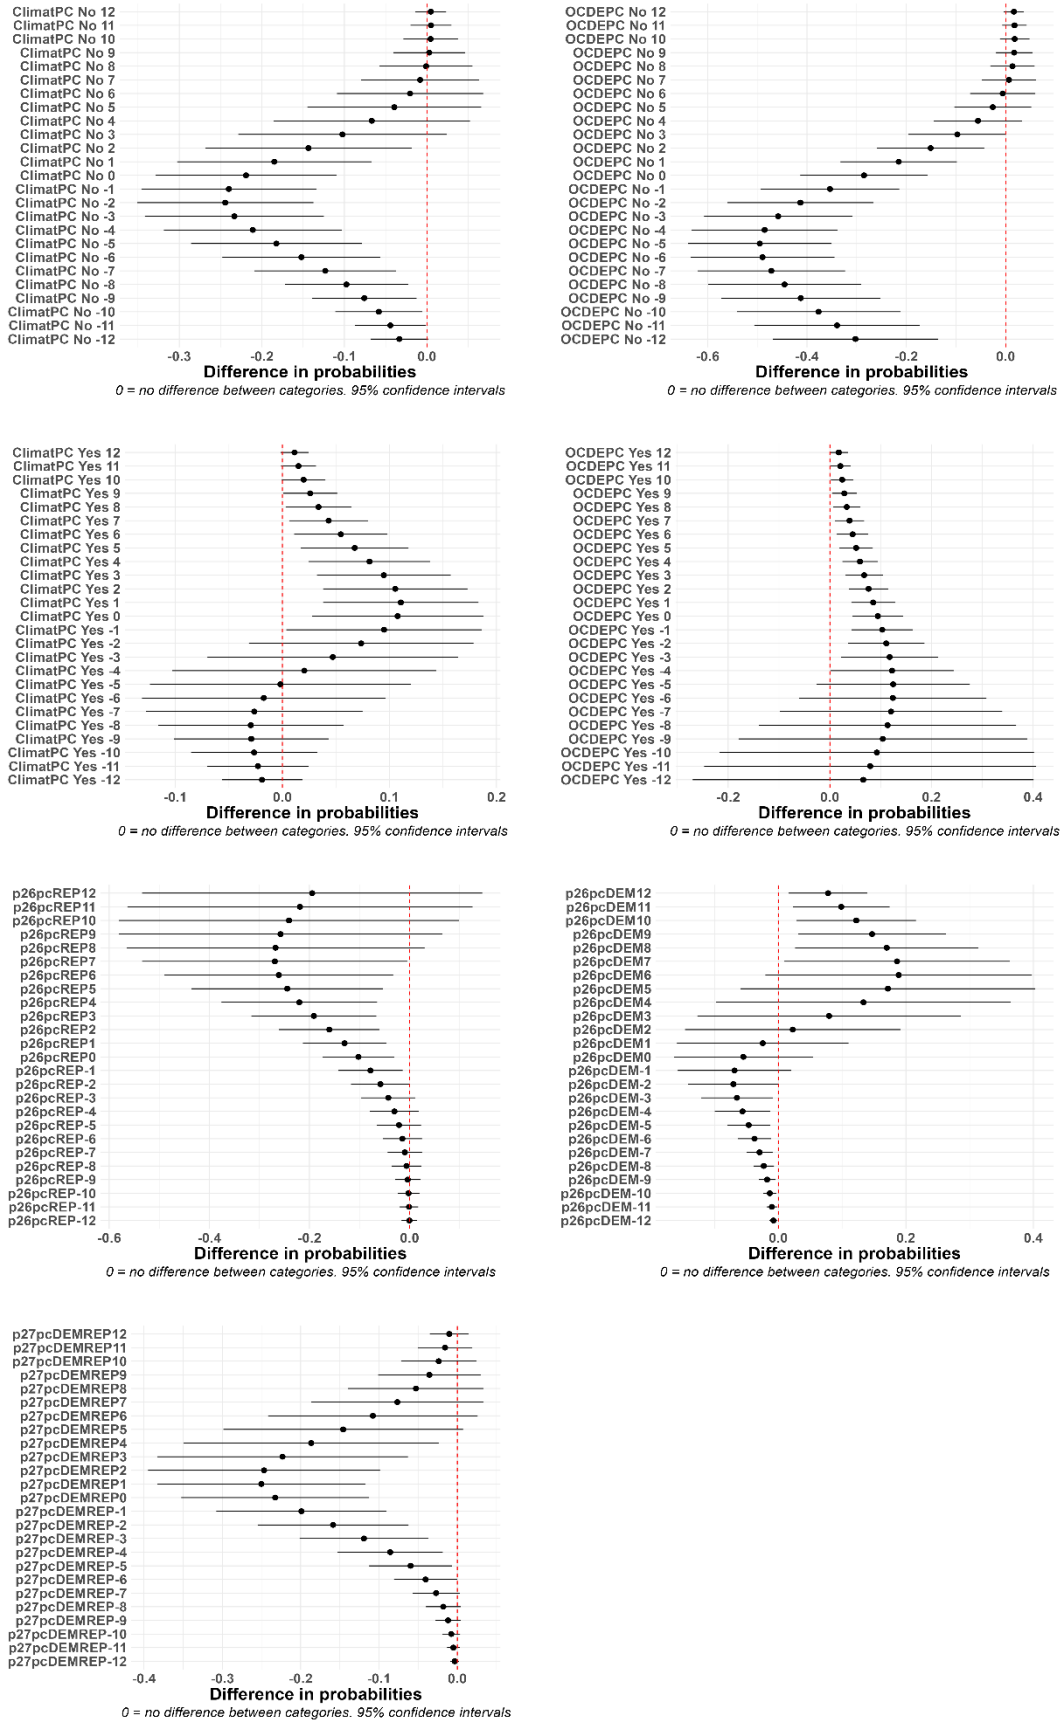 ClimatPC No 12
ClimatPC No 11
ClimatPC No 10
ClimatPC No 9
ClimatPC No 8
ClimatPC No 7
ClimatPC No 6
ClimatPC No 5
ClimatPC No 4
ClimatPC No 3
ClimatPC No 2
ClimatPC No 1
ClimatPC No 0
ClimatPC No -1
ClimatPC No -2
ClimatPC No -3
ClimatPC No -4
ClimatPC No -5
ClimatPC No -6
ClimatPC No -7
ClimatPC No -8
ClimatPC No -9
ClimatPC No -10
ClimatPC No -11
ClimatPC No -12
-0.3 -0.2 -0.1 0.0
Difference in probabilities
0 = no difference between categories. 95% confidence intervals
OCDEPC No 12
OCDEPC No 11
OCDEPC No 10
OCDEPC No 9
OCDEPC No 8
OCDEPC No 7
OCDEPC No 6
OCDEPC No 5
OCDEPC No 4
OCDEPC No 3
OCDEPC No 2
OCDEPC No 1
OCDEPC No 0
OCDEPC No -1
OCDEPC No -2
OCDEPC No -3
OCDEPC No -4
OCDEPC No -5
OCDEPC No -6
OCDEPC No -7
OCDEPC No -8
OCDEPC No -9
OCDEPC No -10
OCDEPC No -11
OCDEPC No -12
-0.6 -0.4 -0.2 0.0
Difference in probabilities
0 = no difference between categories. 95% confidence intervals
ClimatPC Yes 12
ClimatPC Yes 11
ClimatPC Yes 10
ClimatPC Yes 9
ClimatPC Yes 8
ClimatPC Yes 7
ClimatPC Yes 6
ClimatPC Yes 5
ClimatPC Yes 4
ClimatPC Yes 3
ClimatPC Yes 2
ClimatPC Yes 1
ClimatPC Yes 0
ClimatPC Yes -1
ClimatPC Yes -2
ClimatPC Yes -3
ClimatPC Yes -4
ClimatPC Yes -5
ClimatPC Yes -6
ClimatPC Yes -7
ClimatPC Yes -8
ClimatPC Yes -9
ClimatPC Yes -10
ClimatPC Yes -11
ClimatPC Yes -12
-0.1 0.0 0.1 0.2
Difference in probabilities
0 = no difference between categories. 95% confidence intervals
OCDEPC Yes 12
OCDEPC Yes 11
OCDEPC Yes 10
OCDEPC Yes 9
OCDEPC Yes 8
OCDEPC Yes 7
OCDEPC Yes 6
OCDEPC Yes 5
OCDEPC Yes 4
OCDEPC Yes 3
OCDEPC Yes 2
OCDEPC Yes 1
OCDEPC Yes 0
OCDEPC Yes -1
OCDEPC Yes -2
OCDEPC Yes -3
OCDEPC Yes -4
OCDEPC Yes -5
OCDEPC Yes -6
OCDEPC Yes -7
OCDEPC Yes -8
OCDEPC Yes -9
OCDEPC Yes -10
OCDEPC Yes -11
OCDEPC Yes -12
-0.2 0.0 0.2 0.4
Difference in probabilities
0 = no difference between categories. 95% confidence intervals
p26pcREP12
p26pcREP11
p26pcREP10
p26pcREP9
p26pcREP8
p26pcREP7
p26pcREP6
p26pcREP5
p26pcREP4
p26pcREP3
p26pcREP2
p26pcREP1
p26pcREP0
p26pcREP-1
p26pcREP-2
p26pcREP-3
p26pcREP-4
p26pcREP-5
p26pcREP-6
p26pcREP-7
p26pcREP-8
p26pcREP-9
p26pcREP-10
p26pcREP-11
p26pcREP-12
-0.6 -0.4 -0.2 0.0
Difference in probabilities
0 = no difference between categories. 95% confidence intervals
p26pcDEM12
p26pcDEM11
p26pcDEM10
p26pcDEM9
p26pcDEM8
p26pcDEM7
p26pcDEM6
p26pcDEM5
p26pcDEM4
p26pcDEM3
p26pcDEM2
p26pcDEM1
p26pcDEM0
p26pcDEM-1
p26pcDEM-2
p26pcDEM-3
p26pcDEM-4
p26pcDEM-5
p26pcDEM-6
p26pcDEM-7
p26pcDEM-8
p26pcDEM-9
p26pcDEM-10
p26pcDEM-11
p26pcDEM-12
0.0 0.2 0.4
Difference in probabilities
0 = no difference between categories. 95% confidence intervals
p27pcDEMREP12
p27pcDEMREP11
p27pcDEMREP10
p27pcDEMREP9
p27pcDEMREP8
p27pcDEMREP7
p27pcDEMREP6
p27pcDEMREP5
p27pcDEMREP4
p27pcDEMREP3
p27pcDEMREP2
p27pcDEMREP1
p27pcDEMREP0
p27pcDEMREP-1
p27pcDEMREP-2
p27pcDEMREP-3
p27pcDEMREP-4
p27pcDEMREP-5
p27pcDEMREP-6
p27pcDEMREP-7
p27pcDEMREP-8
p27pcDEMREP-9
p27pcDEMREP-10
p27pcDEMREP-11
p27pcDEMREP-12
-0.4 -0.3 -0.2 -0.1 0.0
Difference in probabilities
0 = no difference between categories. 95% confidence intervals